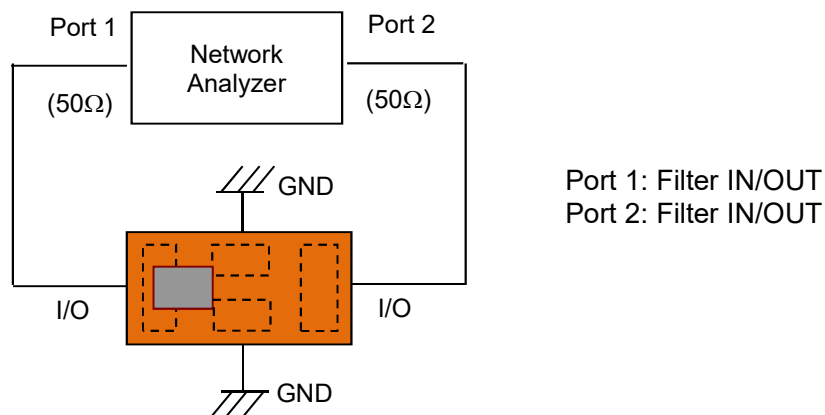 Port 1
Port 2
Network
Analyzer
(50Ω)
(50Ω)
GND
Port 1: Filter IN/OUT
Port 2: Filter IN/OUT
I/O
I/O
GND